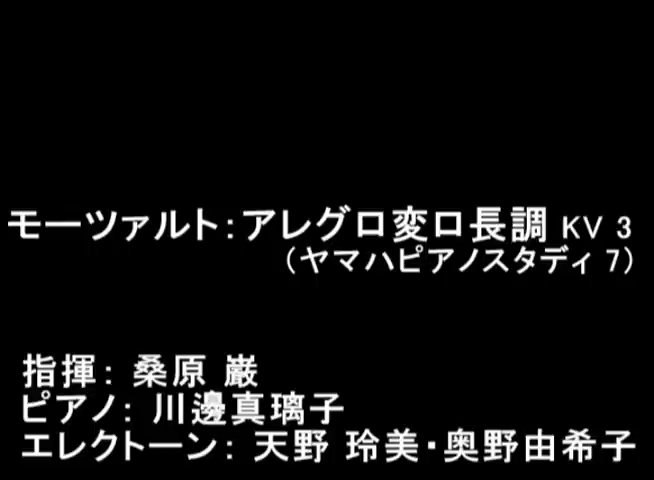 モーツァルト：アレグロ変ロ長調 KV 3
（ヤマハピアノスタディ 7）
指揮： 桑原 巌
ピアノ： 川邊真璃子
エレクトーン： 天野 玲美・奥野由希子